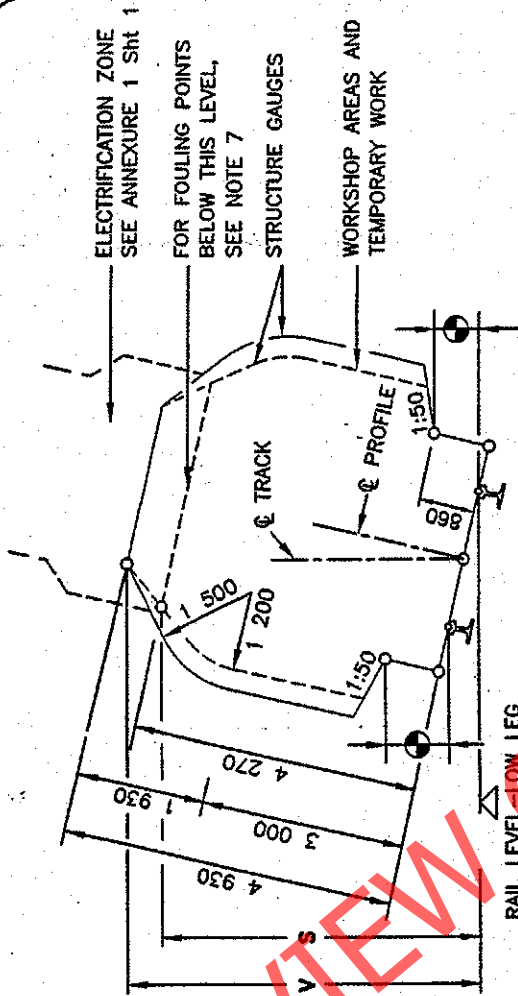 ELECTRIFICATION ZONE
SEE ANNEXURE 1 Sht 1
FOR FOULING POINTS
BELOW THIS LEVEL,
SEE NOTE 7
STRUCTURE GAUGES
WORKSHOP AREAS AND
TEMPORARY WORK
℄ TRACK
℄ PROFILE
1 500
1 200
1:50
1:50
860
4 270
1 930
3 000
4 930
S
V
RAIL LEVEL-LOW LEG
VIEW